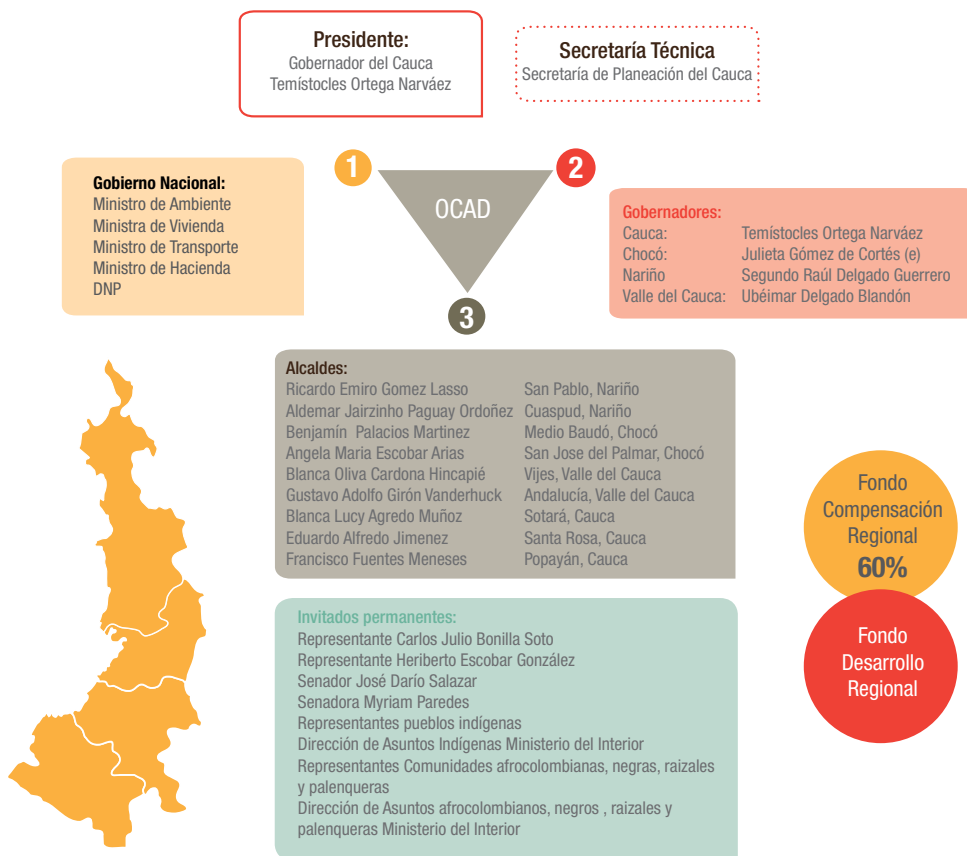 Presidente:
Gobernador del Cauca
Temístocles Ortega Narváez
Secretaría Técnica
Secretaría de Planeación del Cauca
1
2
OCAD
3
Gobierno Nacional:
Ministro de Ambiente
Ministra de Vivienda
Ministro de Transporte
Ministro de Hacienda
DNP
Gobernadores:
Cauca: Temístocles Ortega Narváez
Chocó: Julieta Gómez de Cortés (e)
Nariño Segundo Raúl Delgado Guerrero
Valle del Cauca: Ubéimar Delgado Blandón
Alcaldes:
Ricardo Emiro Gomez Lasso San Pablo, Nariño
Aldemar Jairzinho Paguay Ordoñez Cuaspud, Nariño
Benjamín Palacios Martinez Medio Baudó, Chocó
Angela Maria Escobar Arias San Jose del Palmar, Chocó
Blanca Oliva Cardona Hincapié Vijes, Valle del Cauca
Gustavo Adolfo Girón Vanderhuck Andalucía, Valle del Cauca
Blanca Lucy Agredo Muñoz Sotará, Cauca
Eduardo Alfredo Jimenez Santa Rosa, Cauca
Francisco Fuentes Meneses Popayán, Cauca
Fondo
Compensación
Regional
60%
Fondo
Desarrollo
Regional
Invitados permanentes:
Representante Carlos Julio Bonilla Soto
Representante Heriberto Escobar González
Senador José Darío Salazar
Senadora Myriam Paredes
Representantes pueblos indígenas
Dirección de Asuntos Indígenas Ministerio del Interior
Representantes Comunidades afrocolombianas, negras, raizales
y palenqueras
Dirección de Asuntos afrocolombianos, negros , raizales y
palenqueras Ministerio del Interior